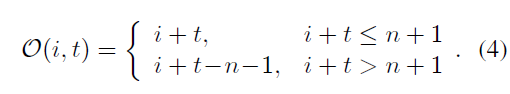 O(i, t) = { i + t, i + t ≤ n + 1
i + t − n − 1, i + t > n + 1 . (4)